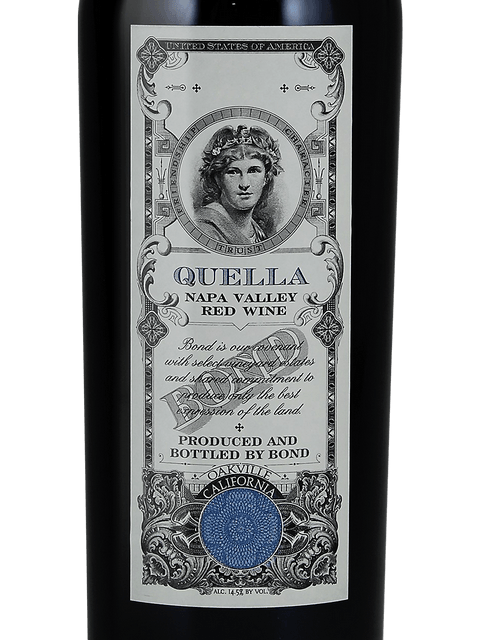 UNITED STATES OF AMERICA
FRIENDSHIP
CHARACTER
TRUST
QUELLA
NAPA VALLEY
RED WINE
BOND
Bond is our covenant
with select vineyard estates
and shared commitment to
produce only the best
expression of the land.
PRODUCED AND
BOTTLED BY BOND
OAKVILLE
CALIFORNIA
ALC. 14.5% BY VOL.